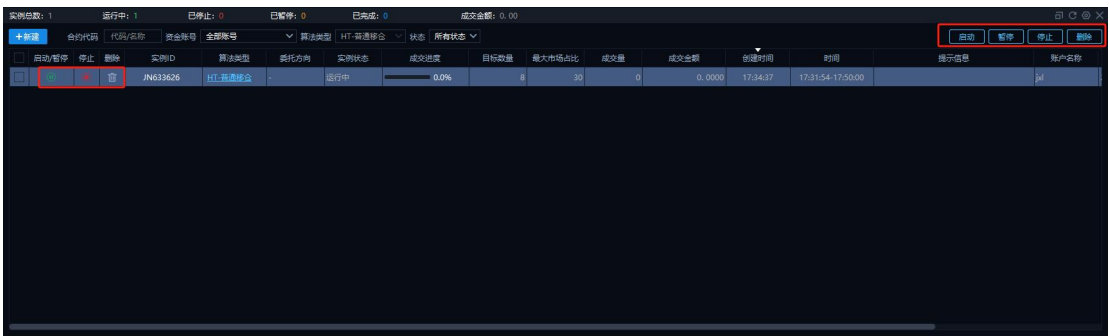 实例总数: 1 运行中: 1 已停止: 0 已暂停: 0 已完成: 0 成交金额: 0.00
+新建 合约代码 代码/名称 资金账号 全部账号 算法类型 HT-普通移仓 状态 所有状态 启动 暂停 停止 删除
启动/暂停 停止 删除 实例ID 算法类型 委托方向 实例状态 成交进度 目标数量 最大市场占比 成交量 成交金额 创建时间 时间 提示信息 账户名称
JN633626 HT-普通移仓 - 运行中 0.0% 8 30 0 0.0000 17:34:37 17:31:54-17:50:00 jxl